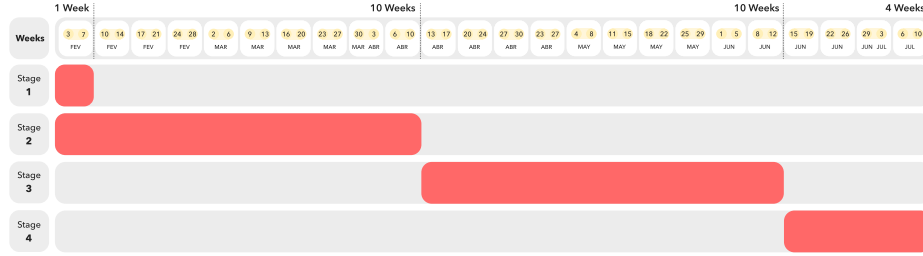 1 Week 10 Weeks 10 Weeks 4 Weeks
Weeks 3 7 10 14 17 21 24 28 2 6 9 13 16 20 23 27 30 3 6 10 13 17 20 24 27 30 23 27 4 8 11 15 18 22 25 29 1 5 8 12 15 19 22 26 29 3 6 10
FEV FEV FEV FEV MAR MAR MAR MAR MAR ABR ABR ABR ABR ABR ABR MAY MAY MAY MAY JUN JUN JUN JUN JUN JUL JUL
Stage
1
Stage
2
Stage
3
Stage
4